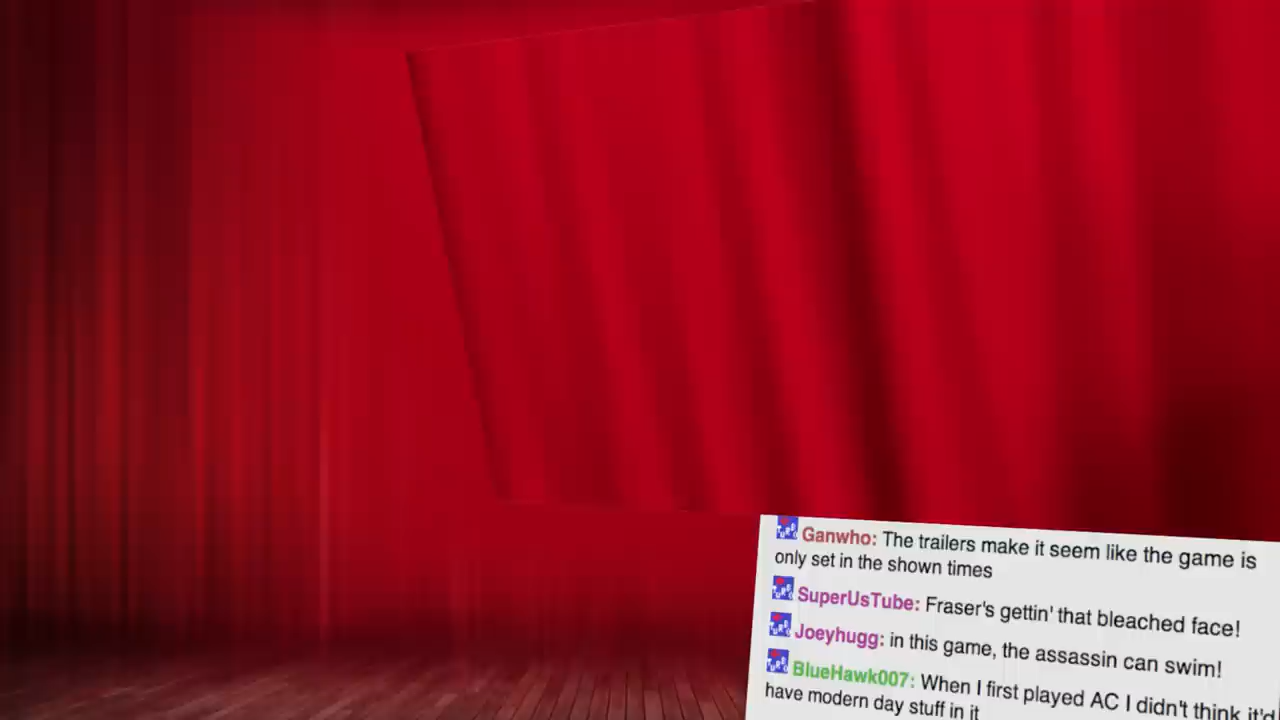 Ganwho: The trailers make it seem like the game is
only set in the shown times
SuperUsTube: Fraser's gettin' that bleached face!
Joeyhugg: in this game, the assassin can swim!
BlueHawk007: When I first played AC I didn't think it'd
have modern day stuff in it